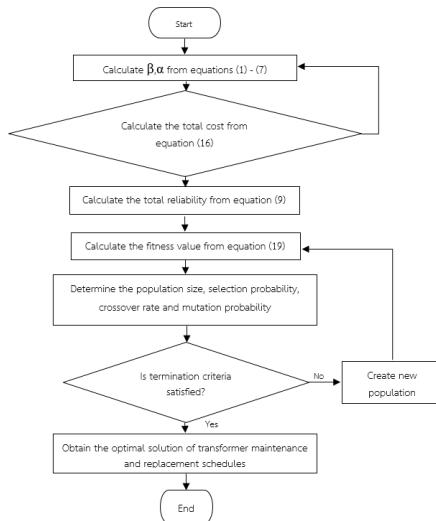 Start
Calculate β,α from equations (1) - (7)
Calculate the total cost from
equation (16)
Calculate the total reliability from equation (9)
Calculate the fitness value from equation (19)
Determine the population size, selection probability,
crossover rate and mutation probability
Is termination criteria
satisfied?
No
Create new
population
Yes
Obtain the optimal solution of transformer maintenance
and replacement schedules
End